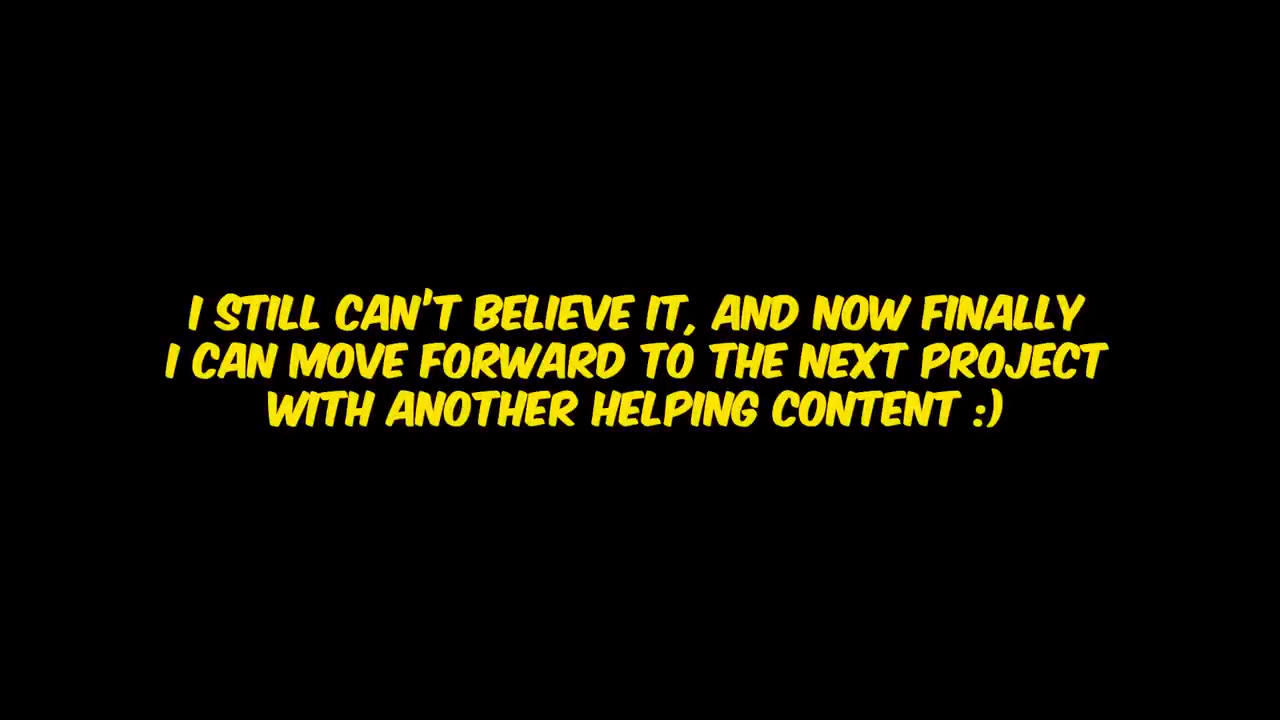 I STILL CAN'T BELIEVE IT, AND NOW FINALLY
I CAN MOVE FORWARD TO THE NEXT PROJECT
WITH ANOTHER HELPING CONTENT :)